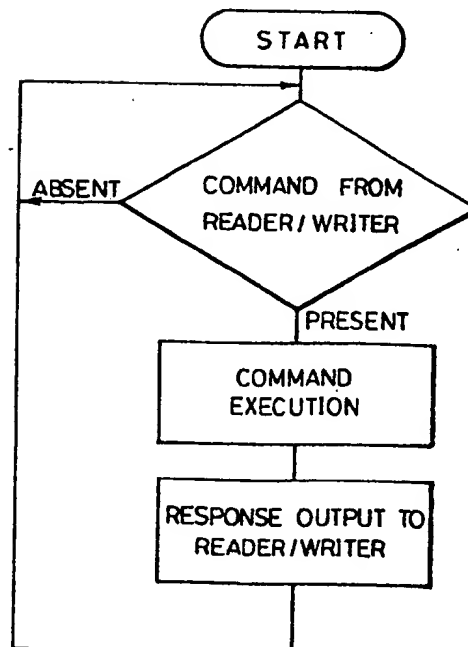 START
COMMAND FROM
READER/WRITER
ABSENT
PRESENT
COMMAND
EXECUTION
RESPONSE OUTPUT TO
READER/WRITER